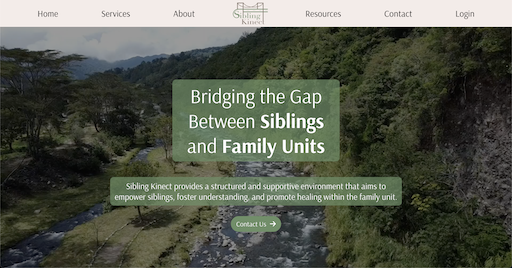 Home Services About Sibling Kinect Resources Contact Login
Bridging the Gap
Between Siblings
and Family Units
Sibling Kinect provides a structured and supportive environment that aims to
empower siblings, foster understanding, and promote healing within the family unit.
Contact Us →